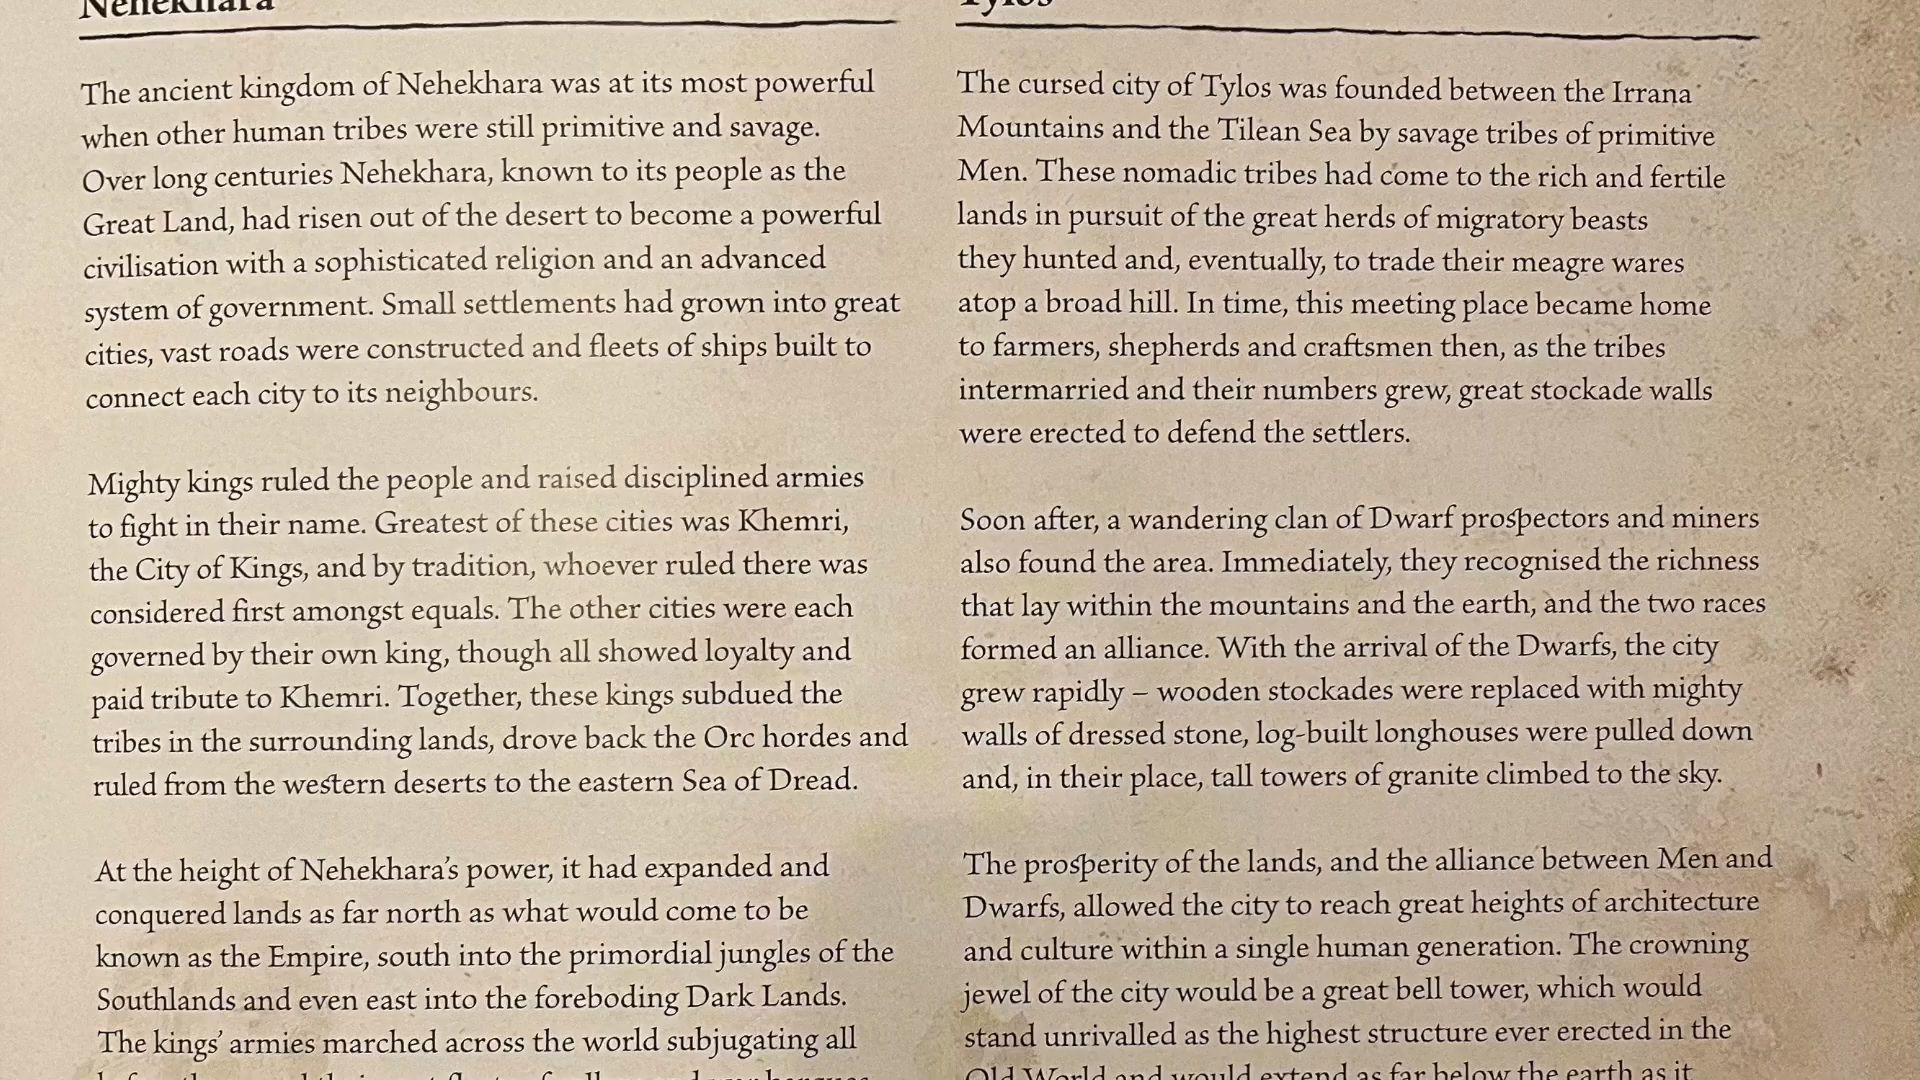 Nehekhara
The ancient kingdom of Nehekhara was at its most powerful
when other human tribes were still primitive and savage.
Over long centuries Nehekhara, known to its people as the
Great Land, had risen out of the desert to become a powerful
civilisation with a sophisticated religion and an advanced
system of government. Small settlements had grown into great
cities, vast roads were constructed and fleets of ships built to
connect each city to its neighbours.
Mighty kings ruled the people and raised disciplined armies
to fight in their name. Greatest of these cities was Khemri,
the City of Kings, and by tradition, whoever ruled there was
considered first amongst equals. The other cities were each
governed by their own king, though all showed loyalty and
paid tribute to Khemri. Together, these kings subdued the
tribes in the surrounding lands, drove back the Orc hordes and
ruled from the western deserts to the eastern Sea of Dread.
At the height of Nehekhara's power, it had expanded and
conquered lands as far north as what would come to be
known as the Empire, south into the primordial jungles of the
Southlands and even east into the foreboding Dark Lands.
The kings' armies marched across the world subjugating all
Tylos
The cursed city of Tylos was founded between the Irrana
Mountains and the Tilean Sea by savage tribes of primitive
Men. These nomadic tribes had come to the rich and fertile
lands in pursuit of the great herds of migratory beasts
they hunted and, eventually, to trade their meagre wares
atop a broad hill. In time, this meeting place became home
to farmers, shepherds and craftsmen then, as the tribes
intermarried and their numbers grew, great stockade walls
were erected to defend the settlers.
Soon after, a wandering clan of Dwarf prospectors and miners
also found the area. Immediately, they recognised the richness
that lay within the mountains and the earth, and the two races
formed an alliance. With the arrival of the Dwarfs, the city
grew rapidly – wooden stockades were replaced with mighty
walls of dressed stone, log-built longhouses were pulled down
and, in their place, tall towers of granite climbed to the sky.
The prosperity of the lands, and the alliance between Men and
Dwarfs, allowed the city to reach great heights of architecture
and culture within a single human generation. The crowning
jewel of the city would be a great bell tower, which would
stand unrivalled as the highest structure ever erected in the
Old World and would extend as far below the earth as it